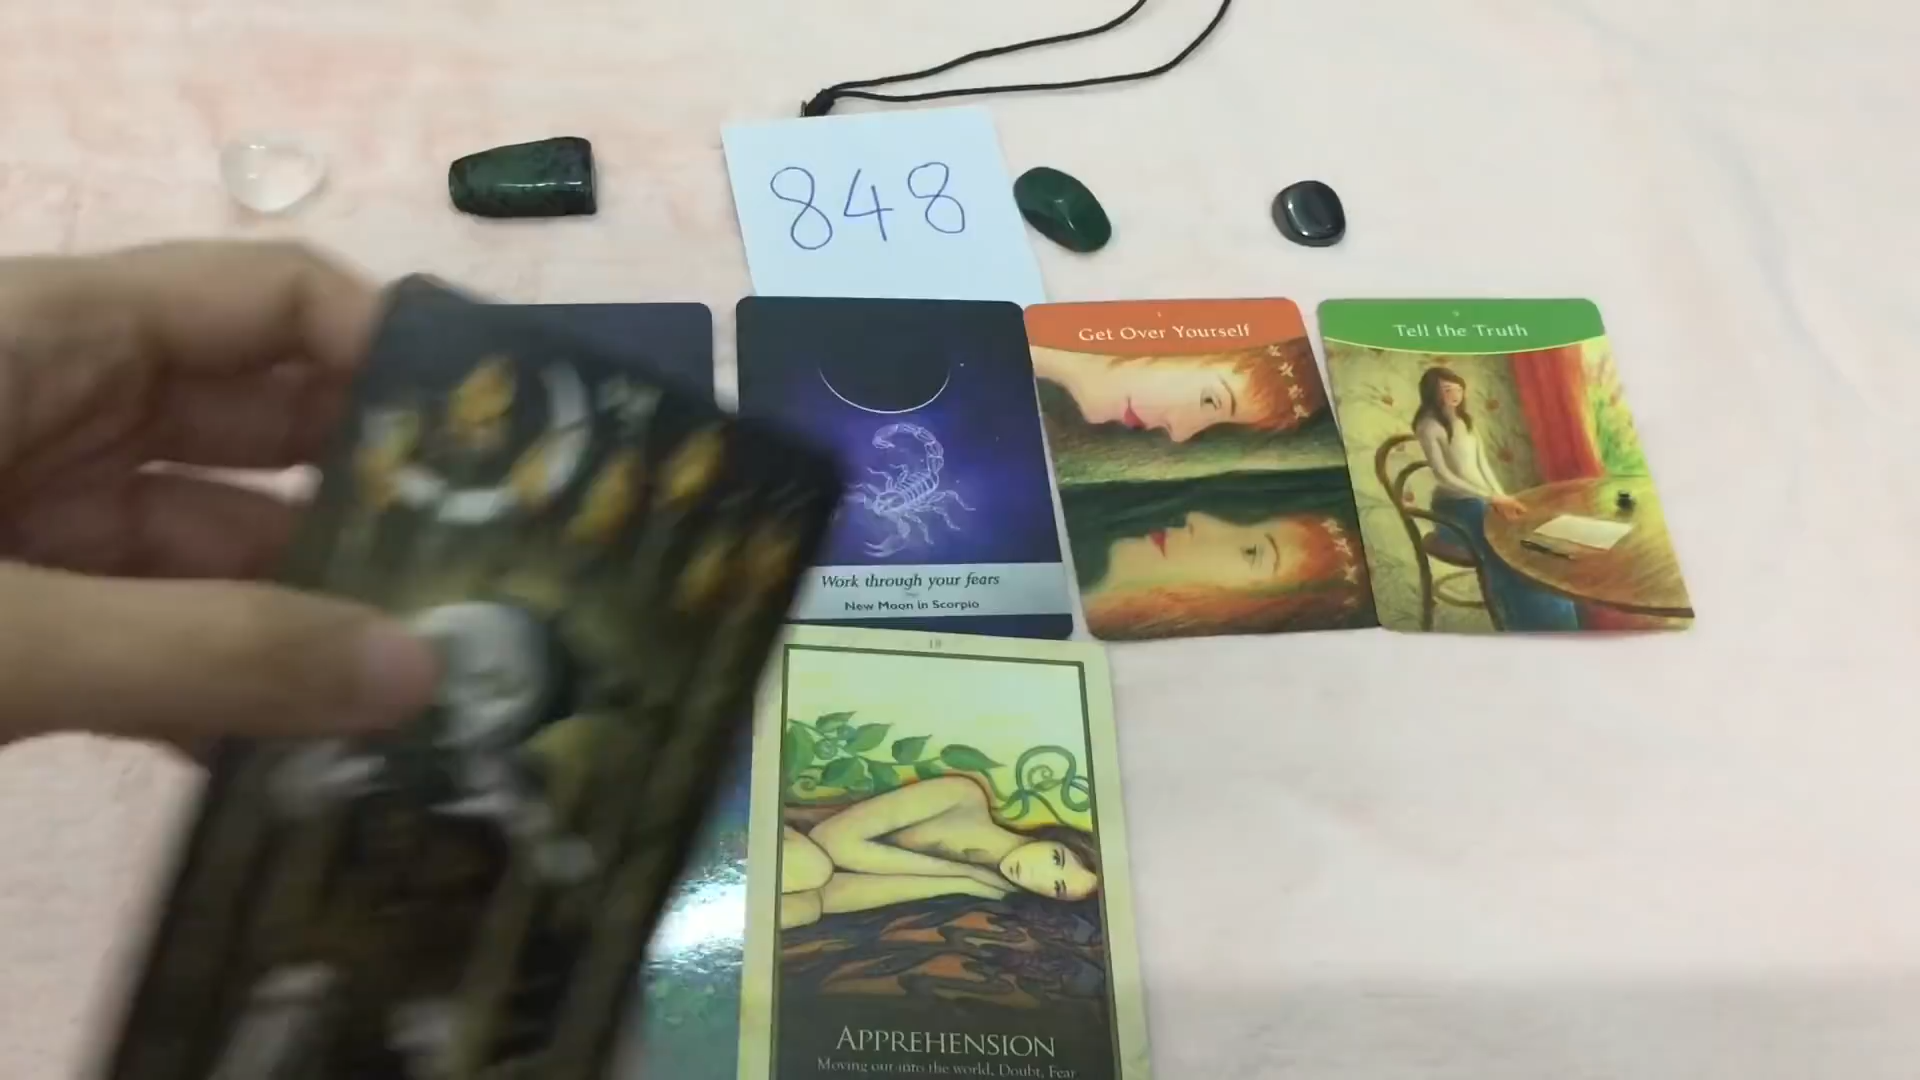 848
Get Over Yourself
Tell the Truth
Work through your fears
New Moon in Scorpio
18
APPREHENSION
Moving out into the world, Doubt, Fear